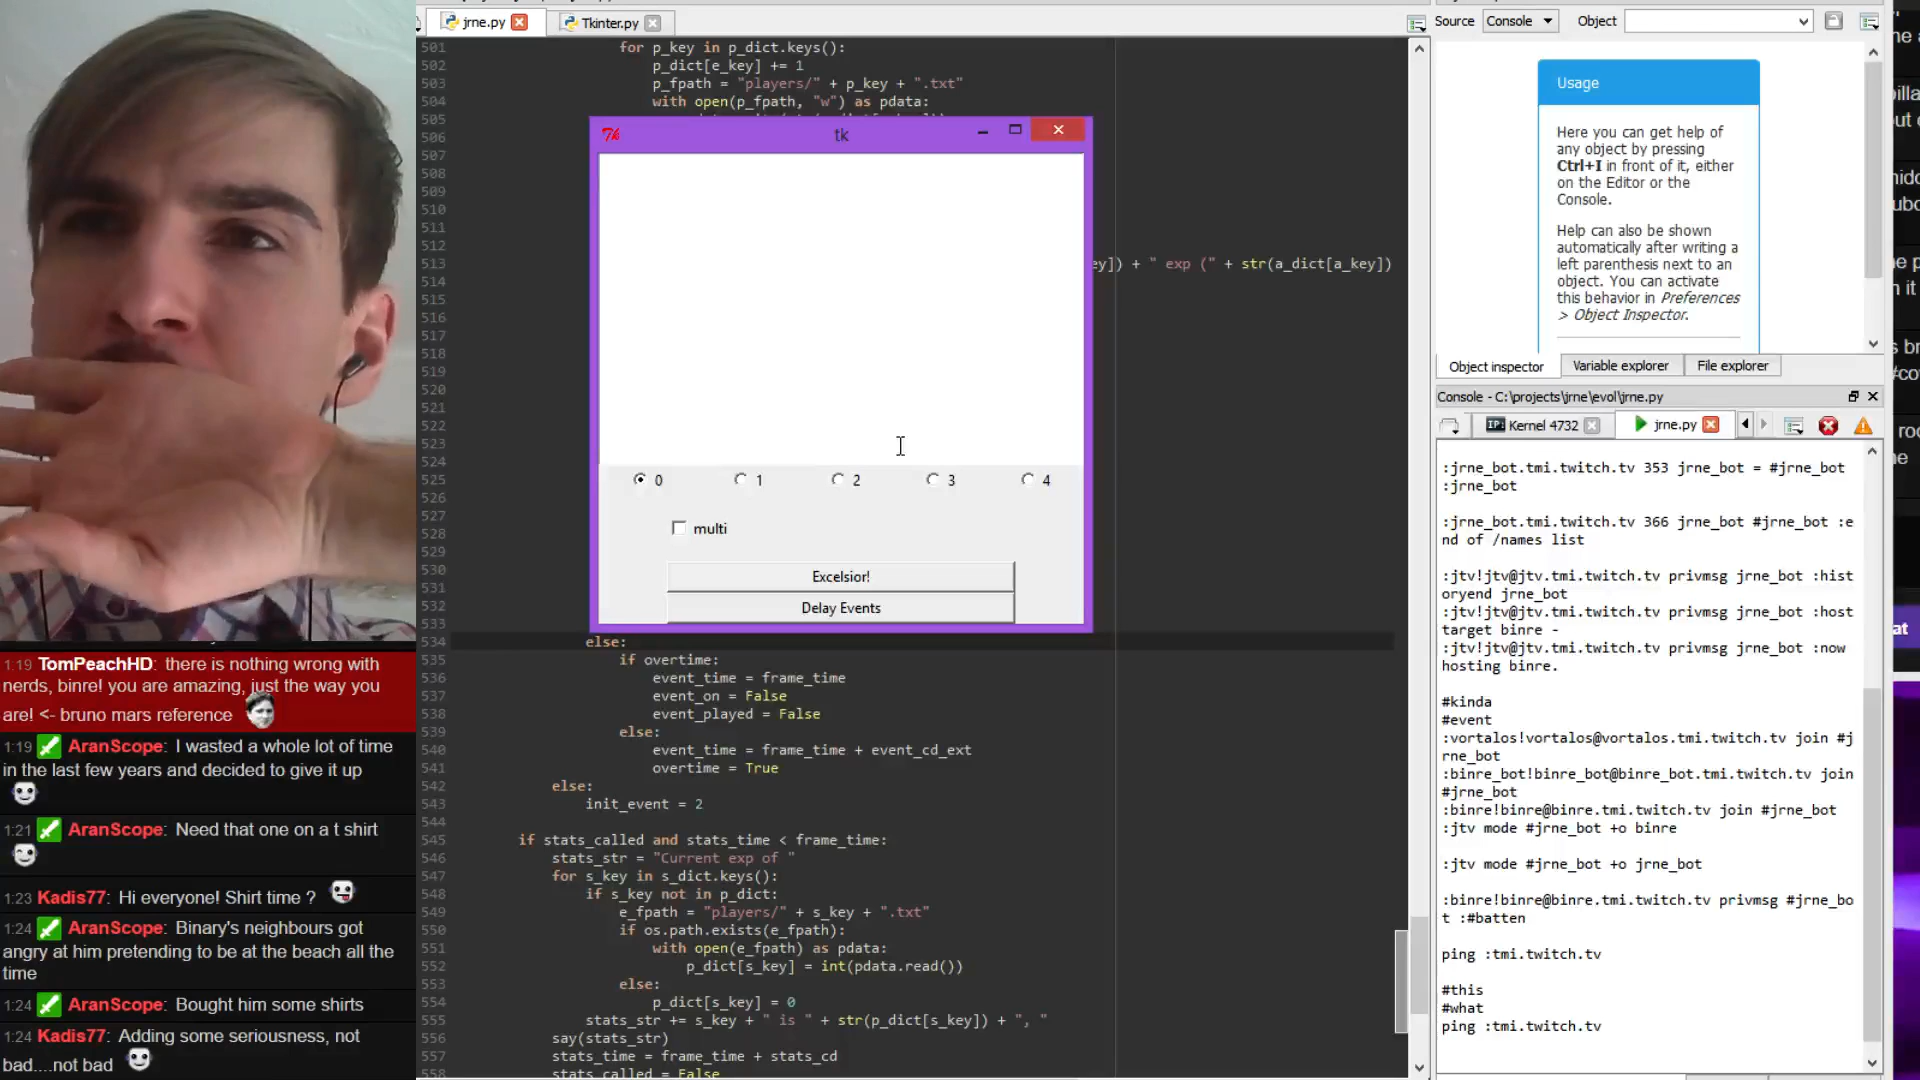 jrne.py
Tkinter.py
Source
Console
Object
501 for p_key in p_dict.keys():
502 p_dict[e_key] += 1
503 p_fpath = "players/" + p_key + ".txt"
504 with open(p_fpath, "w") as pdata:
505
506
507
508
509
510
511
512
513 ey]) + " exp (" + str(a_dict[a_key])
514
515
516
517
518
519
520
521
522
523
524
525
526
527
528
529
530
531
532
533
534 else:
535 if overtime:
536 event_time = frame_time
537 event_on = False
538 event_played = False
539 else:
540 event_time = frame_time + event_cd_ext
541 overtime = True
542 else:
543 init_event = 2
544
545 if stats_called and stats_time < frame_time:
546 stats_str = "Current exp of "
547 for s_key in s_dict.keys():
548 if s_key not in p_dict:
549 e_fpath = "players/" + s_key + ".txt"
550 if os.path.exists(e_fpath):
551 with open(e_fpath) as pdata:
552 p_dict[s_key] = int(pdata.read())
553 else:
554 p_dict[s_key] = 0
555 stats_str += s_key + " is " + str(p_dict[s_key]) + ", "
556 say(stats_str)
557 stats_time = frame_time + stats_cd
558 stats_called = False
Tk
tk
0 1 2 3 4
multi
Excelsior!
Delay Events
Usage
Here you can get help of
any object by pressing
Ctrl+I in front of it, either
on the Editor or the
Console.
Help can also be shown
automatically after writing a
left parenthesis next to an
object. You can activate
this behavior in Preferences
> Object Inspector.
Object inspector
Variable explorer
File explorer
Console - C:\projects\jrne\evol\jrne.py
IP: Kernel 4732
jrne.py
:jrne_bot.tmi.twitch.tv 353 jrne_bot = #jrne_bot
:jrne_bot
:jrne_bot.tmi.twitch.tv 366 jrne_bot #jrne_bot :e
nd of /names list
:jtv!jtv@jtv.tmi.twitch.tv privmsg jrne_bot :hist
oryend jrne_bot
:jtv!jtv@jtv.tmi.twitch.tv privmsg jrne_bot :host
target binre -
:jtv!jtv@jtv.tmi.twitch.tv privmsg jrne_bot :now
hosting binre.
#kinda
#event
:vortalos!vortalos@vortalos.tmi.twitch.tv join #j
rne_bot
:binre_bot!binre_bot@binre_bot.tmi.twitch.tv join
#jrne_bot
:binre!binre@binre.tmi.twitch.tv join #jrne_bot
:jtv mode #jrne_bot +o binre
:jtv mode #jrne_bot +o jrne_bot
:binre!binre@binre.tmi.twitch.tv privmsg #jrne_bo
t :#batten
ping :tmi.twitch.tv
#this
#what
ping :tmi.twitch.tv
1:19 TomPeachHD: there is nothing wrong with
nerds, binre! you are amazing, just the way you
are! <- bruno mars reference
1:19 AranScope: I wasted a whole lot of time
in the last few years and decided to give it up
1:21 AranScope: Need that one on a t shirt
1:23 Kadis77: Hi everyone! Shirt time ?
1:24 AranScope: Binary's neighbours got
angry at him pretending to be at the beach all the
time
1:24 AranScope: Bought him some shirts
1:24 Kadis77: Adding some seriousness, not
bad....not bad